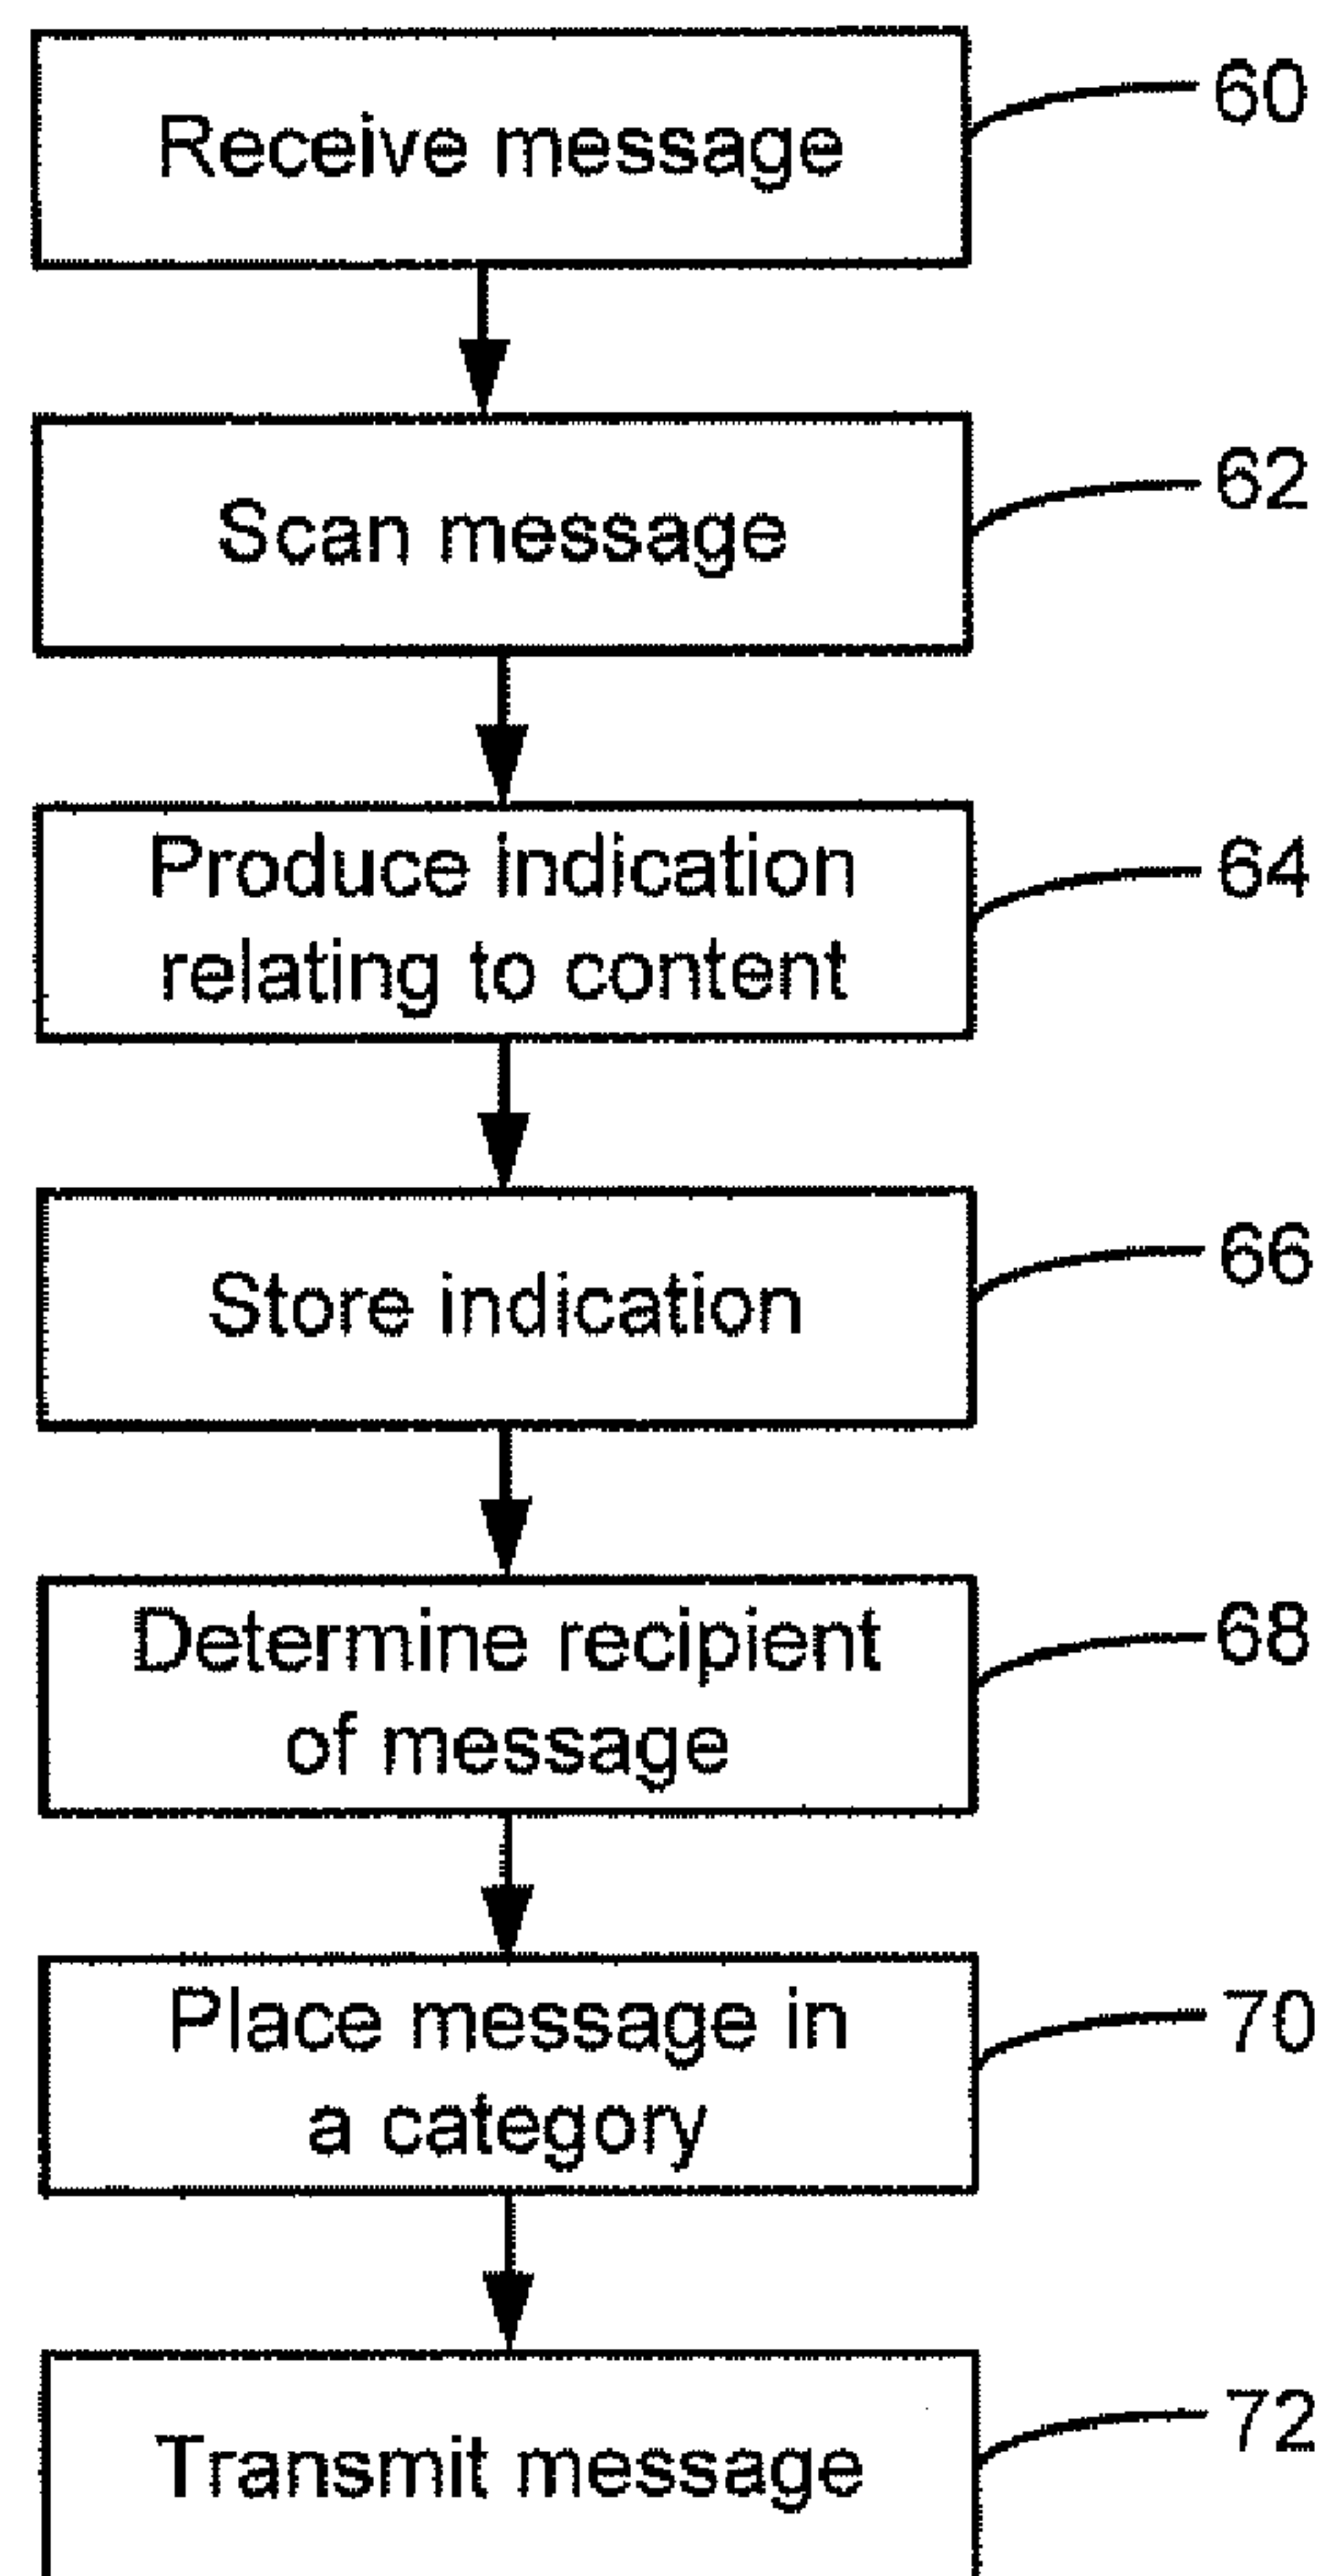 Receive message
60
Scan message
62
Produce indication
relating to content
64
Store indication
66
Determine recipient
of message
68
Place message in
a category
70
Transmit message
72